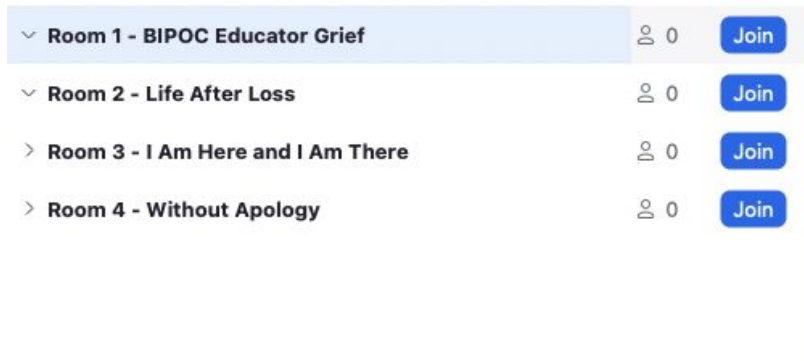 Room 1 - BIPOC Educator Grief 0 Join
Room 2 - Life After Loss 0 Join
Room 3 - I Am Here and I Am There 0 Join
Room 4 - Without Apology 0 Join